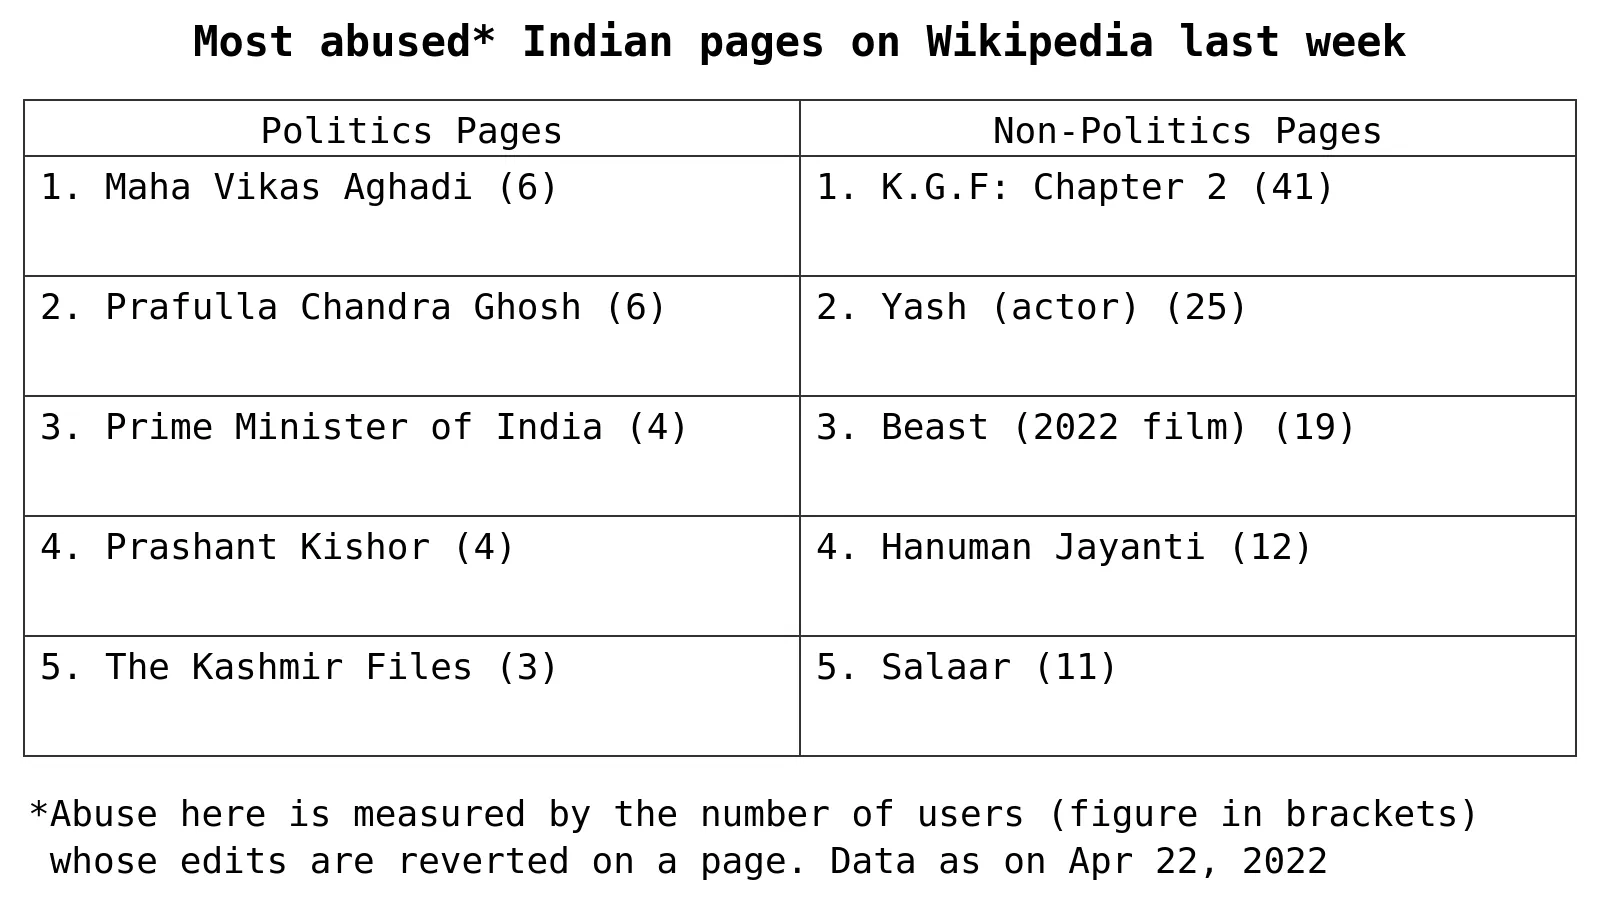 Most abused* Indian pages on Wikipedia last week
Politics Pages
Non-Politics Pages
1. Maha Vikas Aghadi (6)
1. K.G.F: Chapter 2 (41)
2. Prafulla Chandra Ghosh (6)
2. Yash (actor) (25)
3. Prime Minister of India (4)
3. Beast (2022 film) (19)
4. Prashant Kishor (4)
4. Hanuman Jayanti (12)
5. The Kashmir Files (3)
5. Salaar (11)
*Abuse here is measured by the number of users (figure in brackets)
whose edits are reverted on a page. Data as on Apr 22, 2022